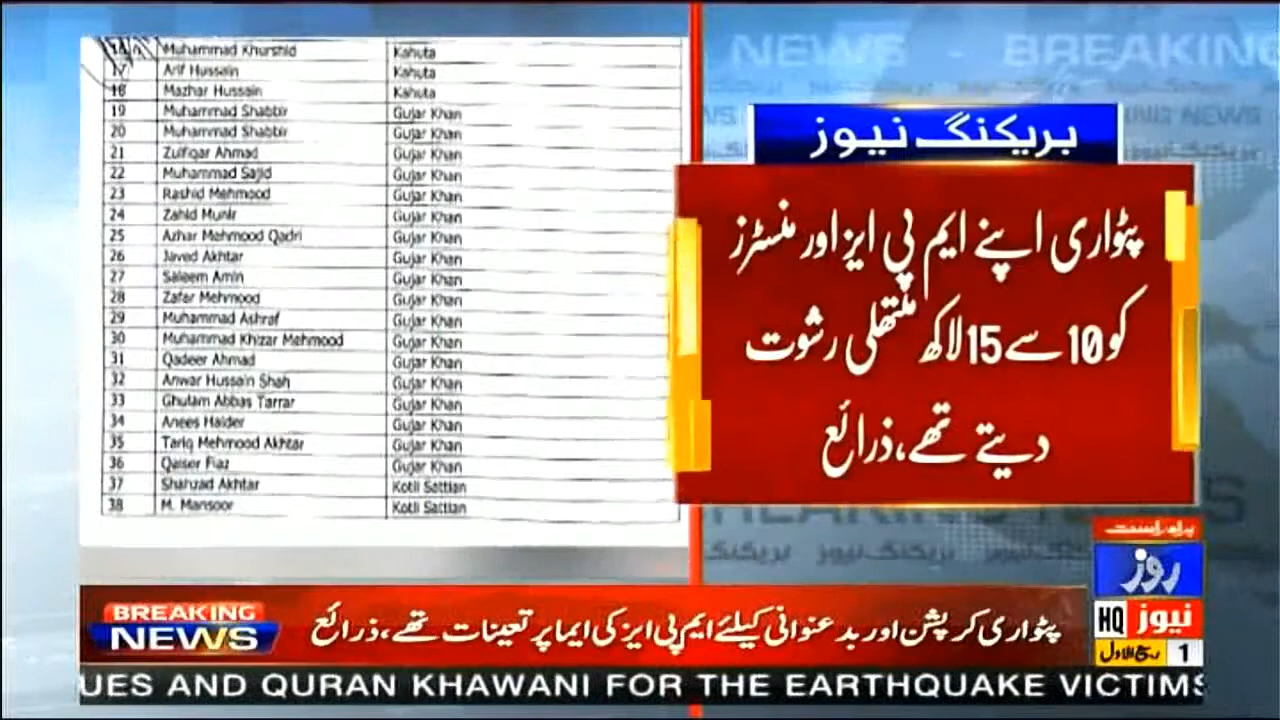 Muhammad Khurshid Kahuta
17 Arif Hussain Kahuta
18 Mazhar Hussain Kahuta
19 Muhammad Shabbir Gujar Khan
20 Muhammad Shabbir Gujar Khan
21 Zulfiqar Ahmad Gujar Khan
22 Muhammad Sajid Gujar Khan
23 Rashid Mehmood Gujar Khan
24 Zahid Munir Gujar Khan
25 Azhar Mehmood Qadri Gujar Khan
26 Javed Akhtar Gujar Khan
27 Saleem Amin Gujar Khan
28 Zafar Mehmood Gujar Khan
29 Muhammad Ashraf Gujar Khan
30 Muhammad Khizar Mehmood Gujar Khan
31 Qadeer Ahmad Gujar Khan
32 Anwar Hussain Shah Gujar Khan
33 Ghulam Abbas Tarrar Gujar Khan
34 Anees Haider Gujar Khan
35 Tariq Mehmood Akhtar Gujar Khan
36 Qaiser Fiaz Gujar Khan
37 Shahzad Akhtar Kotli Sattian
38 M. Mansoor Kotli Sattian
NEWS BREAKING
بریکنگ نیوز
پٹواری اپنے ایم پی ایز اور منسٹرز
کو 10 سے 15 لاکھ منتھلی رشوت
دیتے تھے، ذرائع
براہ راست
روز
نیوز HQ
1 ربیع الاول
BREAKING
NEWS
پٹواری کرپشن اور بدعنوانی کیلئے ایم پی ایز کی ایما پر تعینات تھے، ذرائع
UES AND QURAN KHAWANI FOR THE EARTHQUAKE VICTIMS